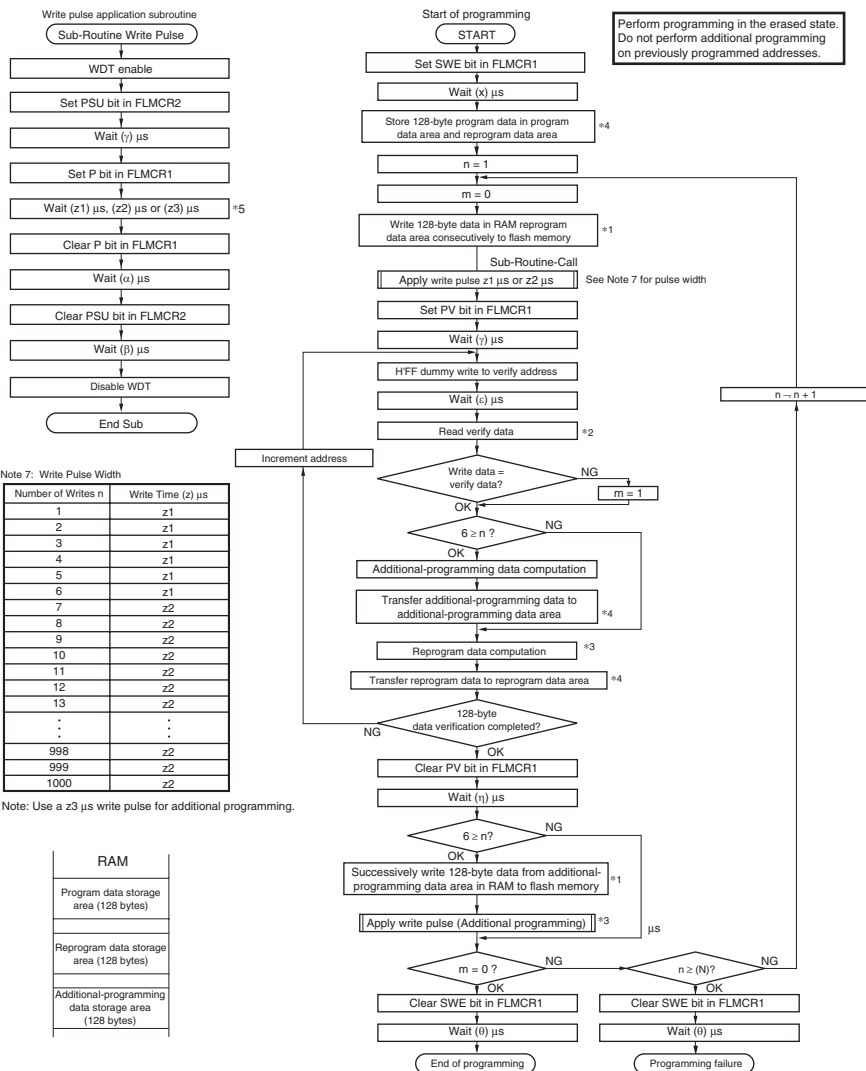 Write pulse application subroutine
Sub-Routine Write Pulse
WDT enable
Set PSU bit in FLMCR2
Wait (γ) μs
Set P bit in FLMCR1
Wait (z1) μs, (z2) μs or (z3) μs
*5
Clear P bit in FLMCR1
Wait (α) μs
Clear PSU bit in FLMCR2
Wait (β) μs
Disable WDT
End Sub
Note 7: Write Pulse Width
Number of Writes n Write Time (z) μs
1 z1
2 z1
3 z1
4 z1
5 z1
6 z1
7 z2
8 z2
9 z2
10 z2
11 z2
12 z2
13 z2
. .
. .
. .
998 z2
999 z2
1000 z2
Note: Use a z3 μs write pulse for additional programming.
RAM
Program data storage
area (128 bytes)
Reprogram data storage
area (128 bytes)
Additional-programming
data storage area
(128 bytes)
Start of programming
START
Set SWE bit in FLMCR1
Wait (x) μs
Store 128-byte program data in program
data area and reprogram data area
*4
n = 1
m = 0
Write 128-byte data in RAM reprogram
data area consecutively to flash memory
*1
Sub-Routine-Call
Apply write pulse z1 μs or z2 μs
See Note 7 for pulse width
Set PV bit in FLMCR1
Wait (γ) μs
H'FF dummy write to verify address
Wait (ε) μs
Read verify data
*2
Increment address
Write data =
verify data?
NG
m = 1
OK
6 ≥ n ?
NG
OK
Additional-programming data computation
Transfer additional-programming data to
additional-programming data area
*4
Reprogram data computation
*3
Transfer reprogram data to reprogram data area
*4
128-byte
data verification completed?
NG
OK
Clear PV bit in FLMCR1
Wait (η) μs
6 ≥ n?
NG
OK
Successively write 128-byte data from additional-
programming data area in RAM to flash memory
*1
Apply write pulse (Additional programming)
*3
μs
m = 0 ?
NG
OK
Clear SWE bit in FLMCR1
Wait (θ) μs
End of programming
n ≥ (N)?
NG
OK
Clear SWE bit in FLMCR1
Wait (θ) μs
Programming failure
n ¬ n + 1
Perform programming in the erased state.
Do not perform additional programming
on previously programmed addresses.